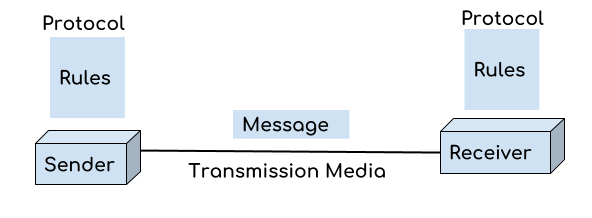 Protocol
Rules
Protocol
Rules
Message
Sender
Receiver
Transmission Media